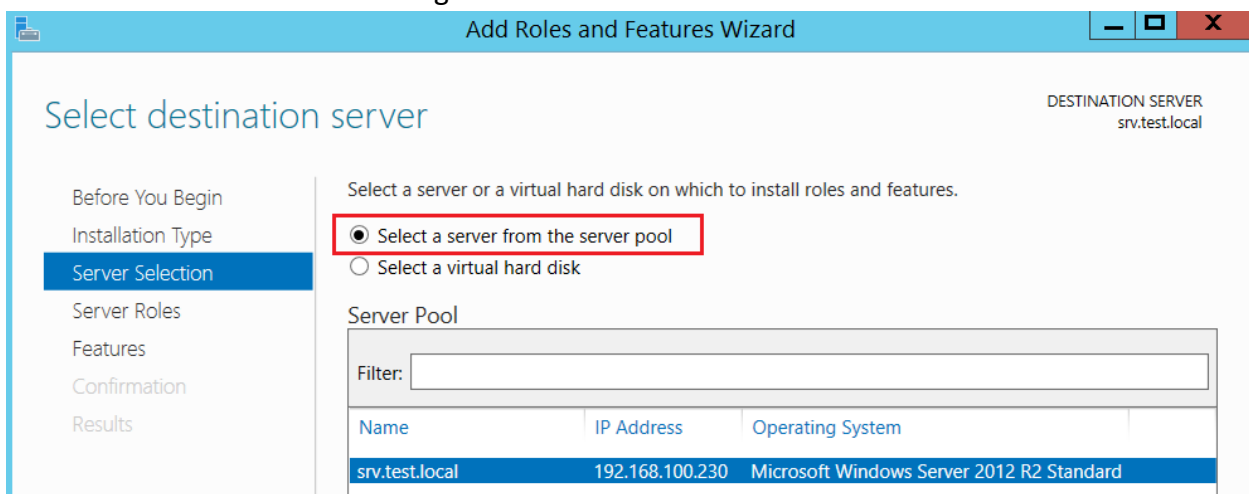 Add Roles and Features Wizard
Select destination server
DESTINATION SERVER
srv.test.local
Before You Begin
Installation Type
Server Selection
Server Roles
Features
Confirmation
Results
Select a server or a virtual hard disk on which to install roles and features.
Select a server from the server pool
Select a virtual hard disk
Server Pool
Filter:
Name IP Address Operating System
srv.test.local 192.168.100.230 Microsoft Windows Server 2012 R2 Standard